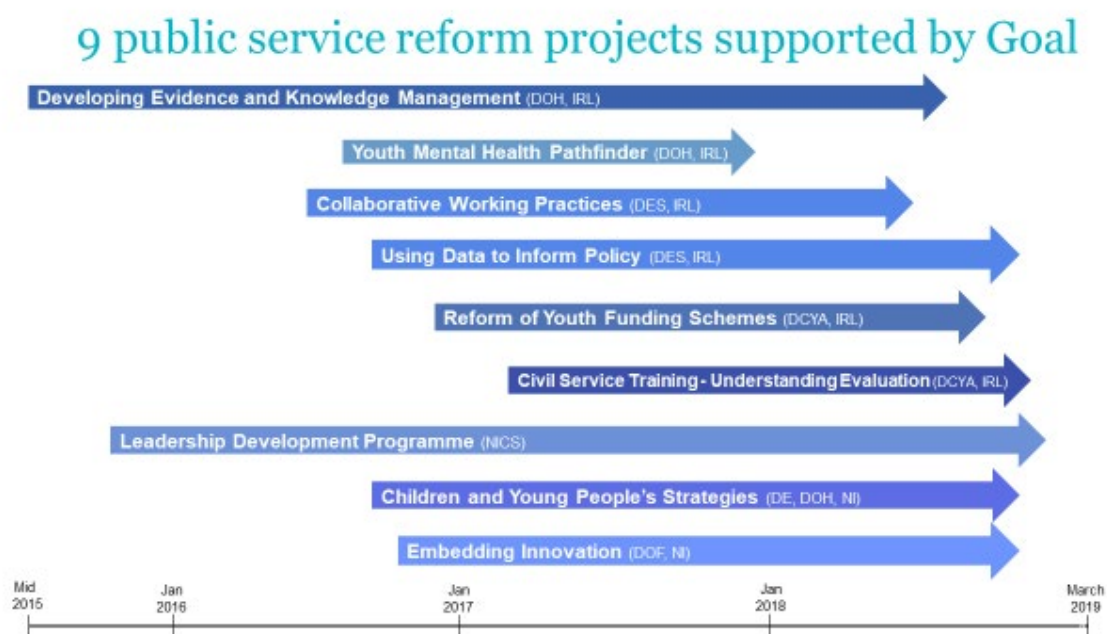 9 public service reform projects supported by Goal
Developing Evidence and Knowledge Management (DOH, IRL)
Youth Mental Health Pathfinder (DOH, IRL)
Collaborative Working Practices (DES, IRL)
Using Data to Inform Policy (DES, IRL)
Reform of Youth Funding Schemes (DCYA, IRL)
Civil Service Training- Understanding Evaluation (DCYA, IRL)
Leadership Development Programme (NICS)
Children and Young People's Strategies (DE, DOH, NI)
Embedding Innovation (DOF, NI)
Mid
2015
Jan
2016
Jan
2017
Jan
2018
March
2019